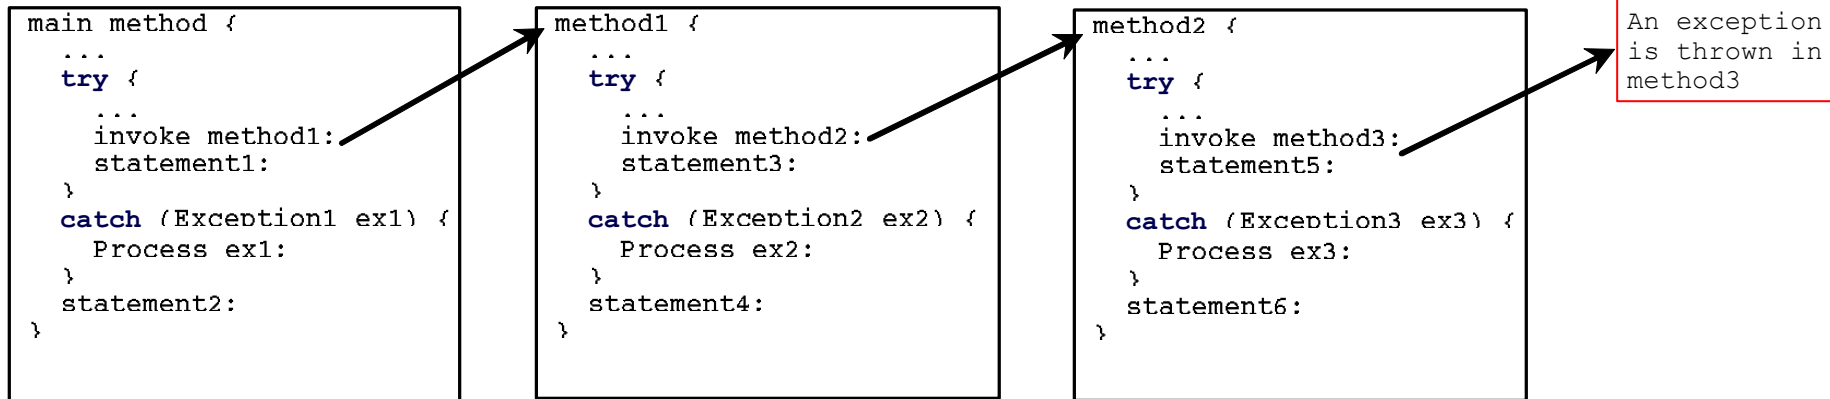 main method {
...
try {
...
invoke method1:
statement1:
}
catch (Exception1 ex1) {
Process ex1:
}
statement2:
}
method1 {
...
try {
...
invoke method2:
statement3:
}
catch (Exception2 ex2) {
Process ex2:
}
statement4:
}
method2 {
...
try {
...
invoke method3:
statement5:
}
catch (Exception3 ex3) {
Process ex3:
}
statement6:
}
An exception
is thrown in
method3